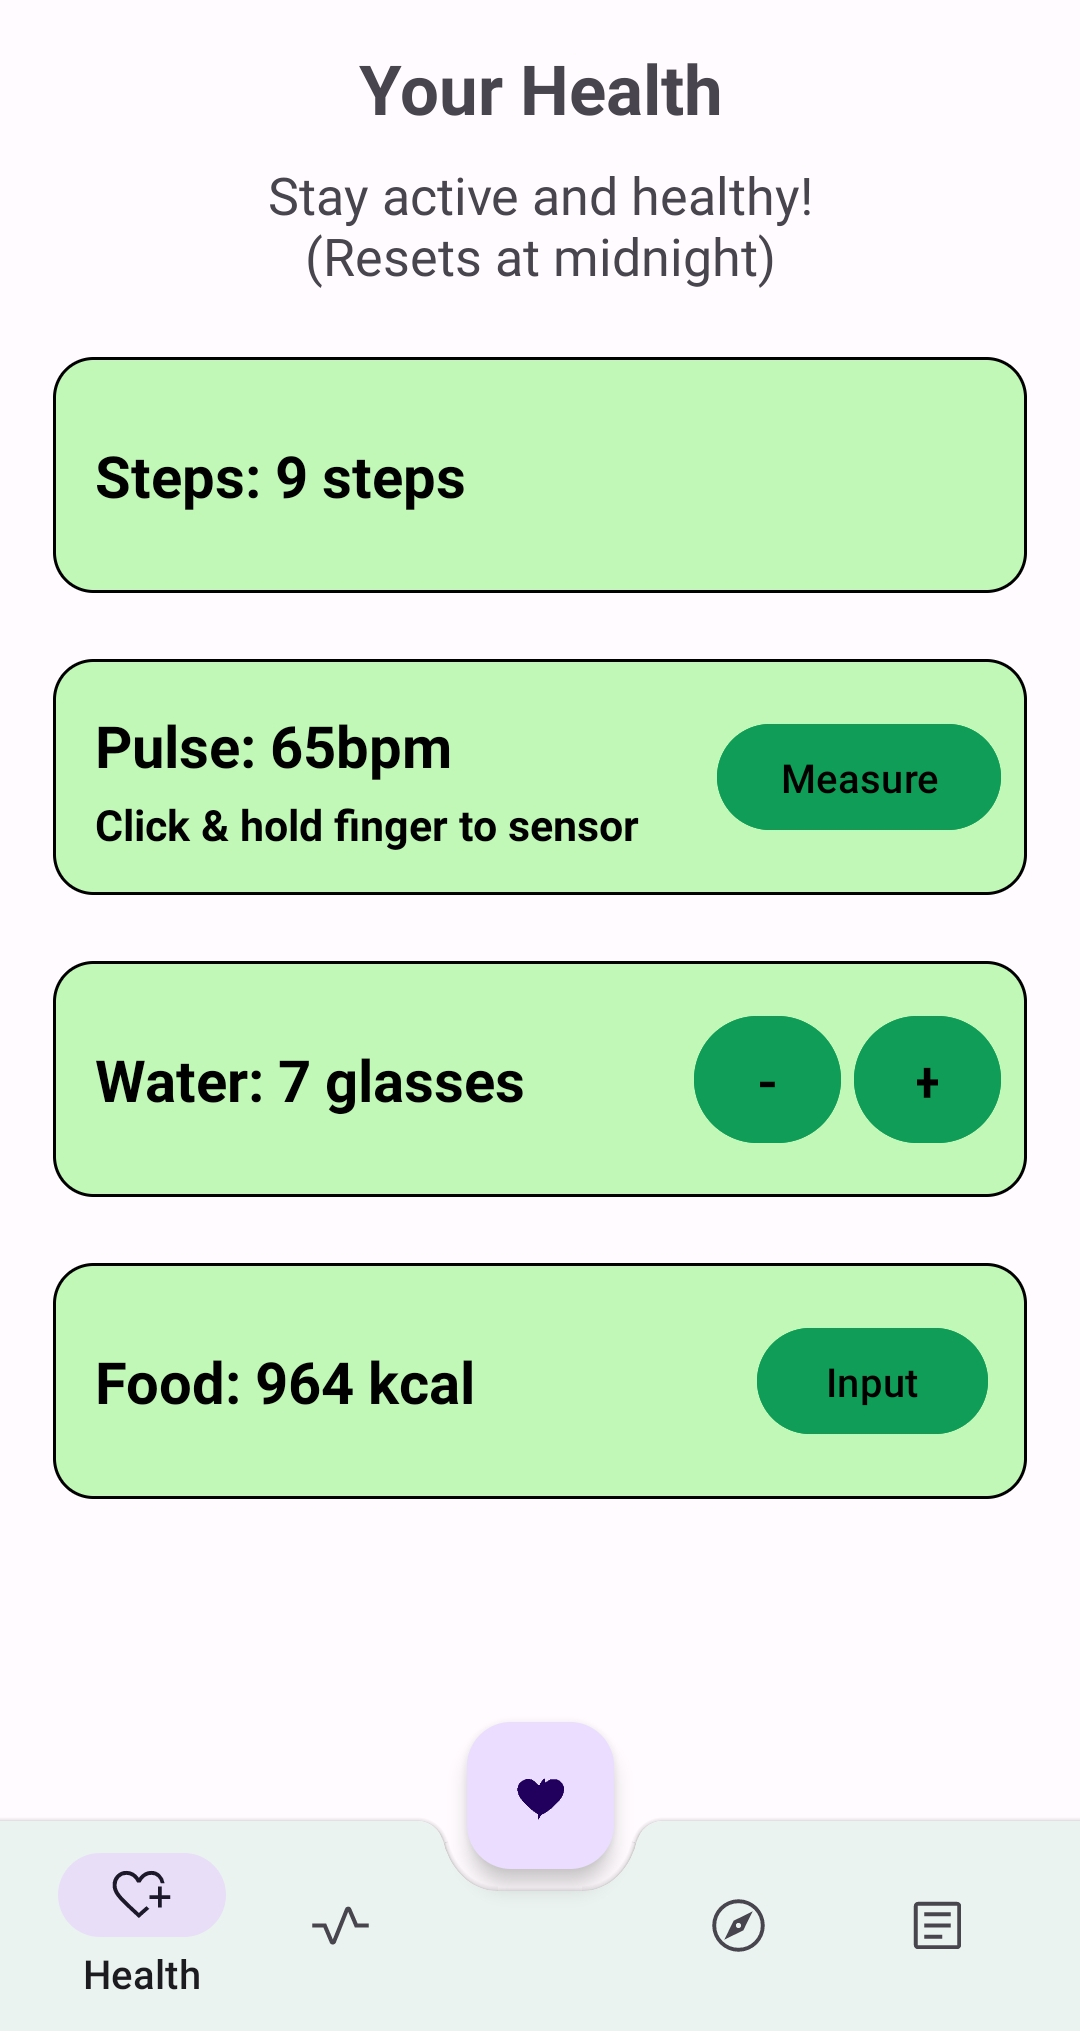 Your Health
Stay active and healthy!
(Resets at midnight)
Steps: 9 steps
Pulse: 65bpm
Click & hold finger to sensor
Measure
Water: 7 glasses
-
+
Food: 964 kcal
Input
Health